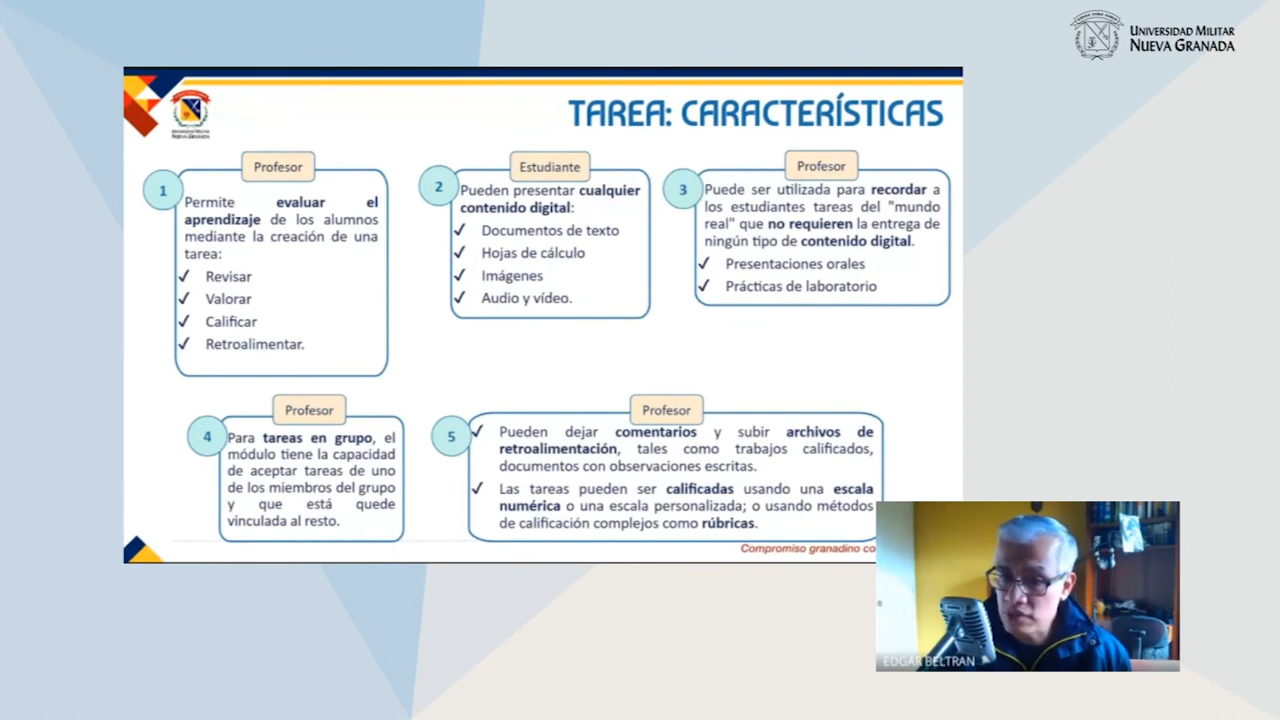 UNIVERSIDAD MILITAR
NUEVA GRANADA
TAREA: CARACTERÍSTICAS
Profesor
1
Permite evaluar el
aprendizaje de los alumnos
mediante la creación de una
tarea:
✓ Revisar
✓ Valorar
✓ Calificar
✓ Retroalimentar.
Estudiante
2
Pueden presentar cualquier
contenido digital:
✓ Documentos de texto
✓ Hojas de cálculo
✓ Imágenes
✓ Audio y vídeo.
Profesor
3
Puede ser utilizada para recordar a
los estudiantes tareas del "mundo
real" que no requieren la entrega de
ningún tipo de contenido digital.
✓ Presentaciones orales
✓ Prácticas de laboratorio
Profesor
4
Para tareas en grupo, el
módulo tiene la capacidad
de aceptar tareas de uno
de los miembros del grupo
y que está quede
vinculada al resto.
Profesor
5
✓ Pueden dejar comentarios y subir archivos de
retroalimentación, tales como trabajos calificados,
documentos con observaciones escritas.
✓ Las tareas pueden ser calificadas usando una escala
numérica o una escala personalizada; o usando métodos
de calificación complejos como rúbricas.
Compromiso granadino co
EDGAR BELTRAN